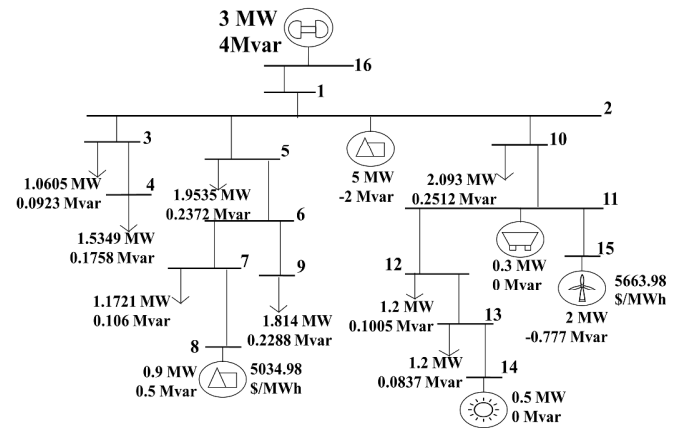 3 MW
4Mvar
16
1
2
3
5
10
1.0605 MW
0.0923 Mvar
4
1.9535 MW
0.2372 Mvar
5 MW
-2 Mvar
2.093 MW
0.2512 Mvar
11
1.5349 MW
0.1758 Mvar
6
7
9
12
0.3 MW
0 Mvar
15
5663.98
$/MWh
1.1721 MW
0.106 Mvar
1.814 MW
0.2288 Mvar
1.2 MW
0.1005 Mvar
13
2 MW
-0.777 Mvar
8
0.9 MW
0.5 Mvar
5034.98
$/MWh
1.2 MW
0.0837 Mvar
14
0.5 MW
0 Mvar